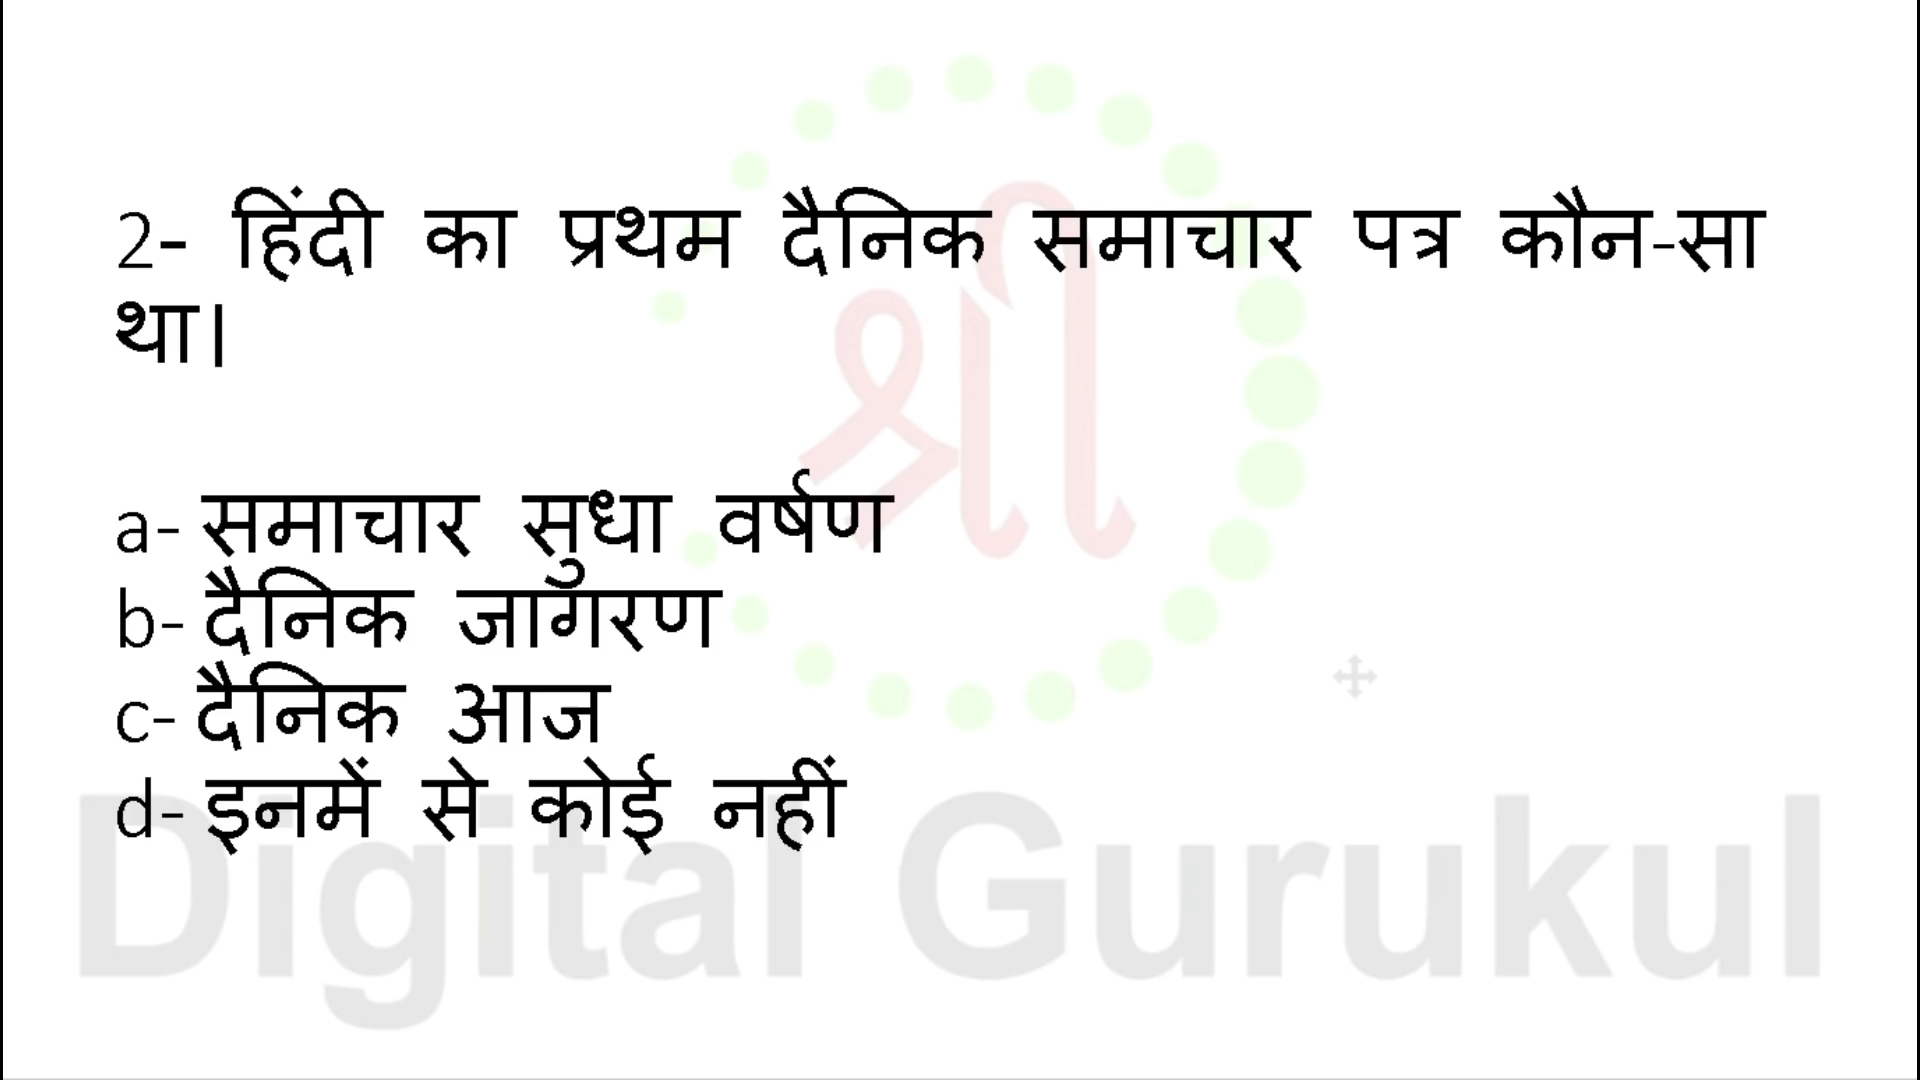 2- हिंदी का प्रथम दैनिक समाचार पत्र कौन-सा
था।
a- समाचार सुधा वर्षण
b- दैनिक जागरण
c- दैनिक आज
d- इनमें से कोई नहीं
श्री
Digital Gurukul